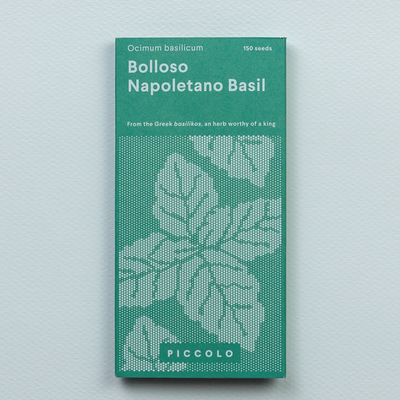 Ocimum basilicum 150 seeds
Bolloso
Napoletano Basil
From the Greek basilikos, an herb worthy of a king
PICCOLO